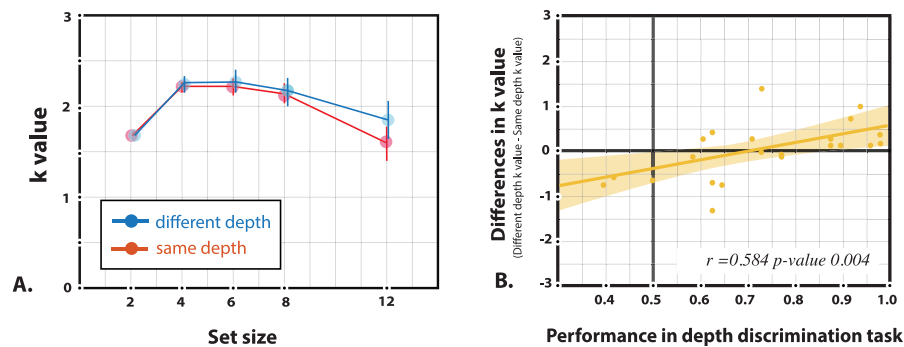 3
2
1
0
k value
different depth
same depth
A.
2
4
6
8
12
Set size
3
2
1
0
-1
-2
-3
Differences in k value
(Different depth k value - Same depth k value)
r =0.584 p-value 0.004
B.
0.4
0.5
0.6
0.7
0.8
0.9
1.0
Performance in depth discrimination task